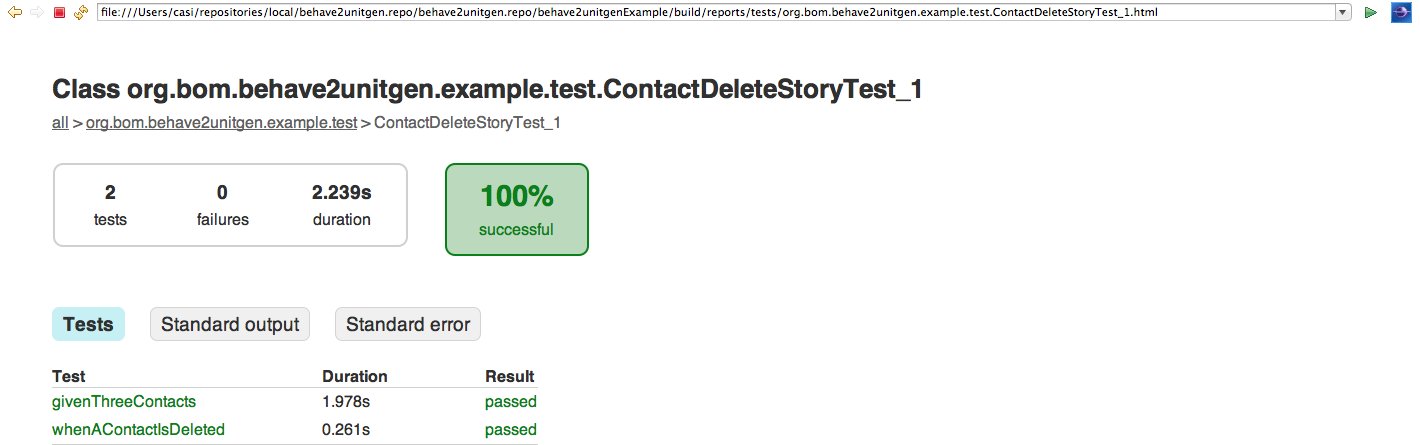 file:///Users/casi/repositories/local/behave2unitgen.repo/behave2unitgen.repo/behave2unitgenExample/build/reports/tests/org.bom.behave2unitgen.example.test.ContactDeleteStoryTest_1.html
Class org.bom.behave2unitgen.example.test.ContactDeleteStoryTest_1
all > org.bom.behave2unitgen.example.test > ContactDeleteStoryTest_1
2 0 2.239s 100%
tests failures duration successful
Tests Standard output Standard error
Test Duration Result
givenThreeContacts 1.978s passed
whenAContactIsDeleted 0.261s passed